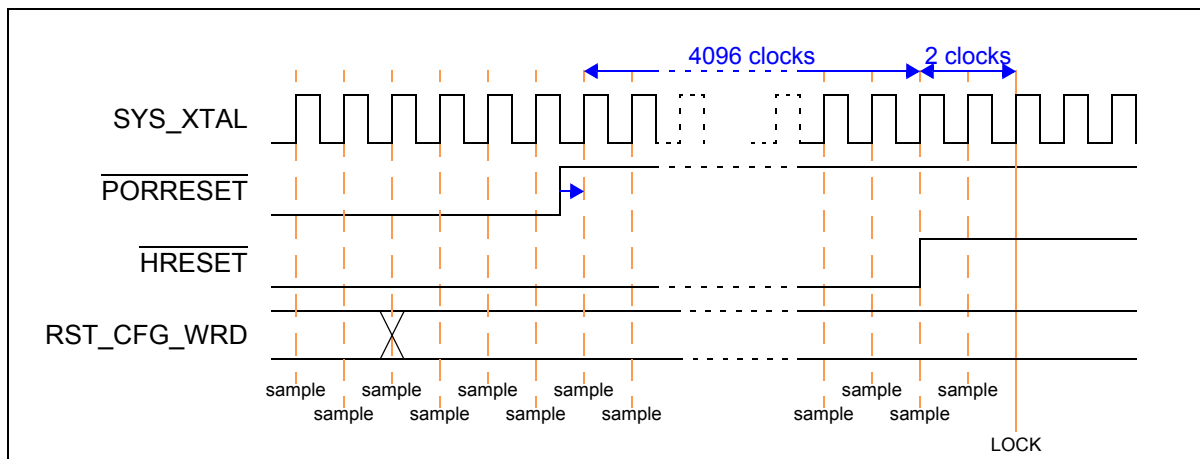 4096 clocks 2 clocks
SYS_XTAL
PORRESET
HRESET
RST_CFG_WRD
sample sample sample sample sample sample
sample sample sample sample sample sample
LOCK